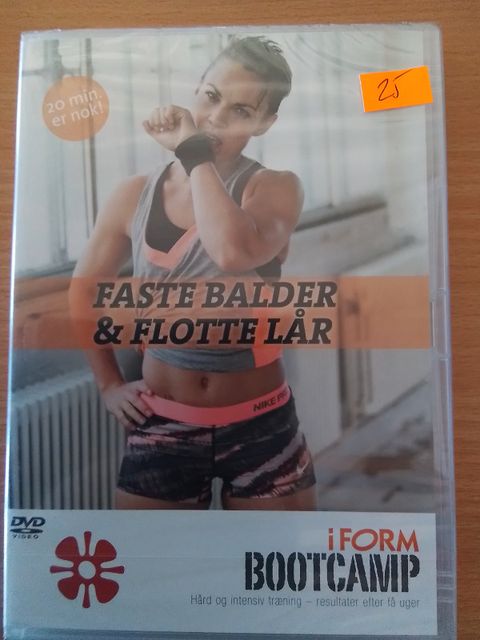 20 min.
er nok!
25
FASTE BALDER
& FLOTTE LÅR
NIKE PRO
DVD
VIDEO
iFORM
BOOTCAMP
Hård og intensiv træning – resultater efter få uger